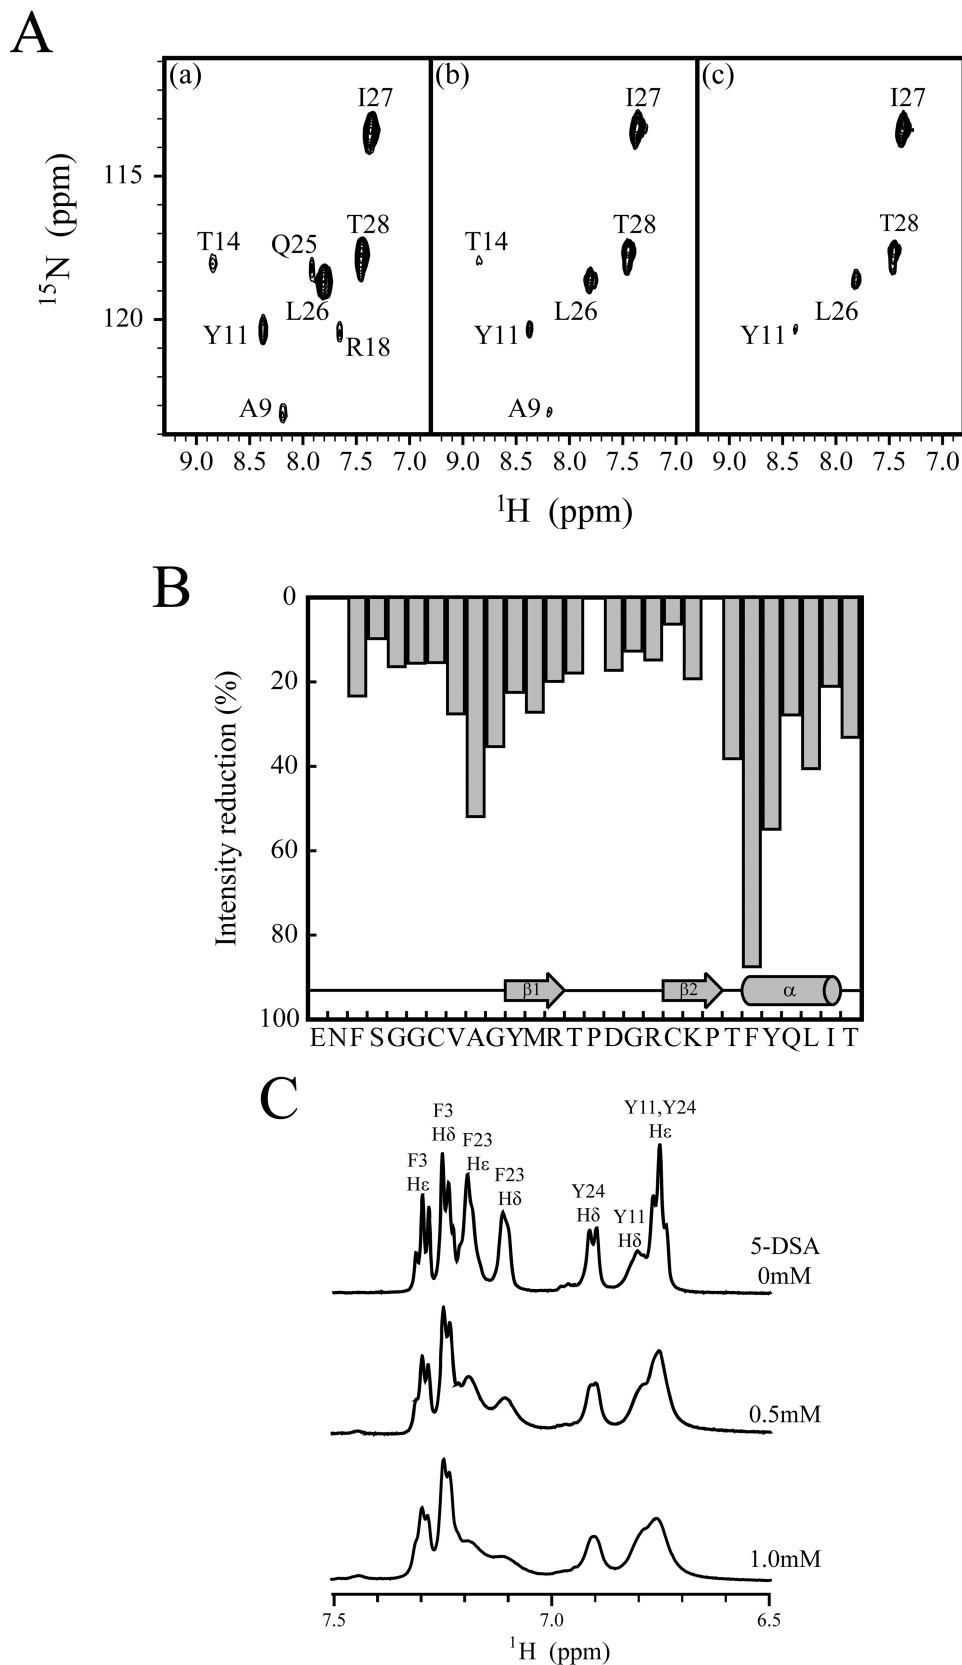 A
(a) (b) (c)
I27 I27 I27
115
T14 Q25 T28 T14 T28 T28
120
L26 L26 L26
Y11 R18 Y11 Y11
A9 A9
9.0 8.5 8.0 7.5 7.0 9.0 8.5 8.0 7.5 7.0 9.0 8.5 8.0 7.5 7.0
¹H (ppm)
¹⁵N (ppm)
B
0
20
40
60
80
100
Intensity reduction (%)
β1 β2 α
E N F S G G C V A G Y M R T P D G R C K P T F Y Q L I T
C
F3
Hε
F3
Hδ
F23
Hε
F23
Hδ
Y24
Hδ
Y11
Hδ
Y11,Y24
Hε
5-DSA
0mM
0.5mM
1.0mM
7.5 7.0 6.5
¹H (ppm)